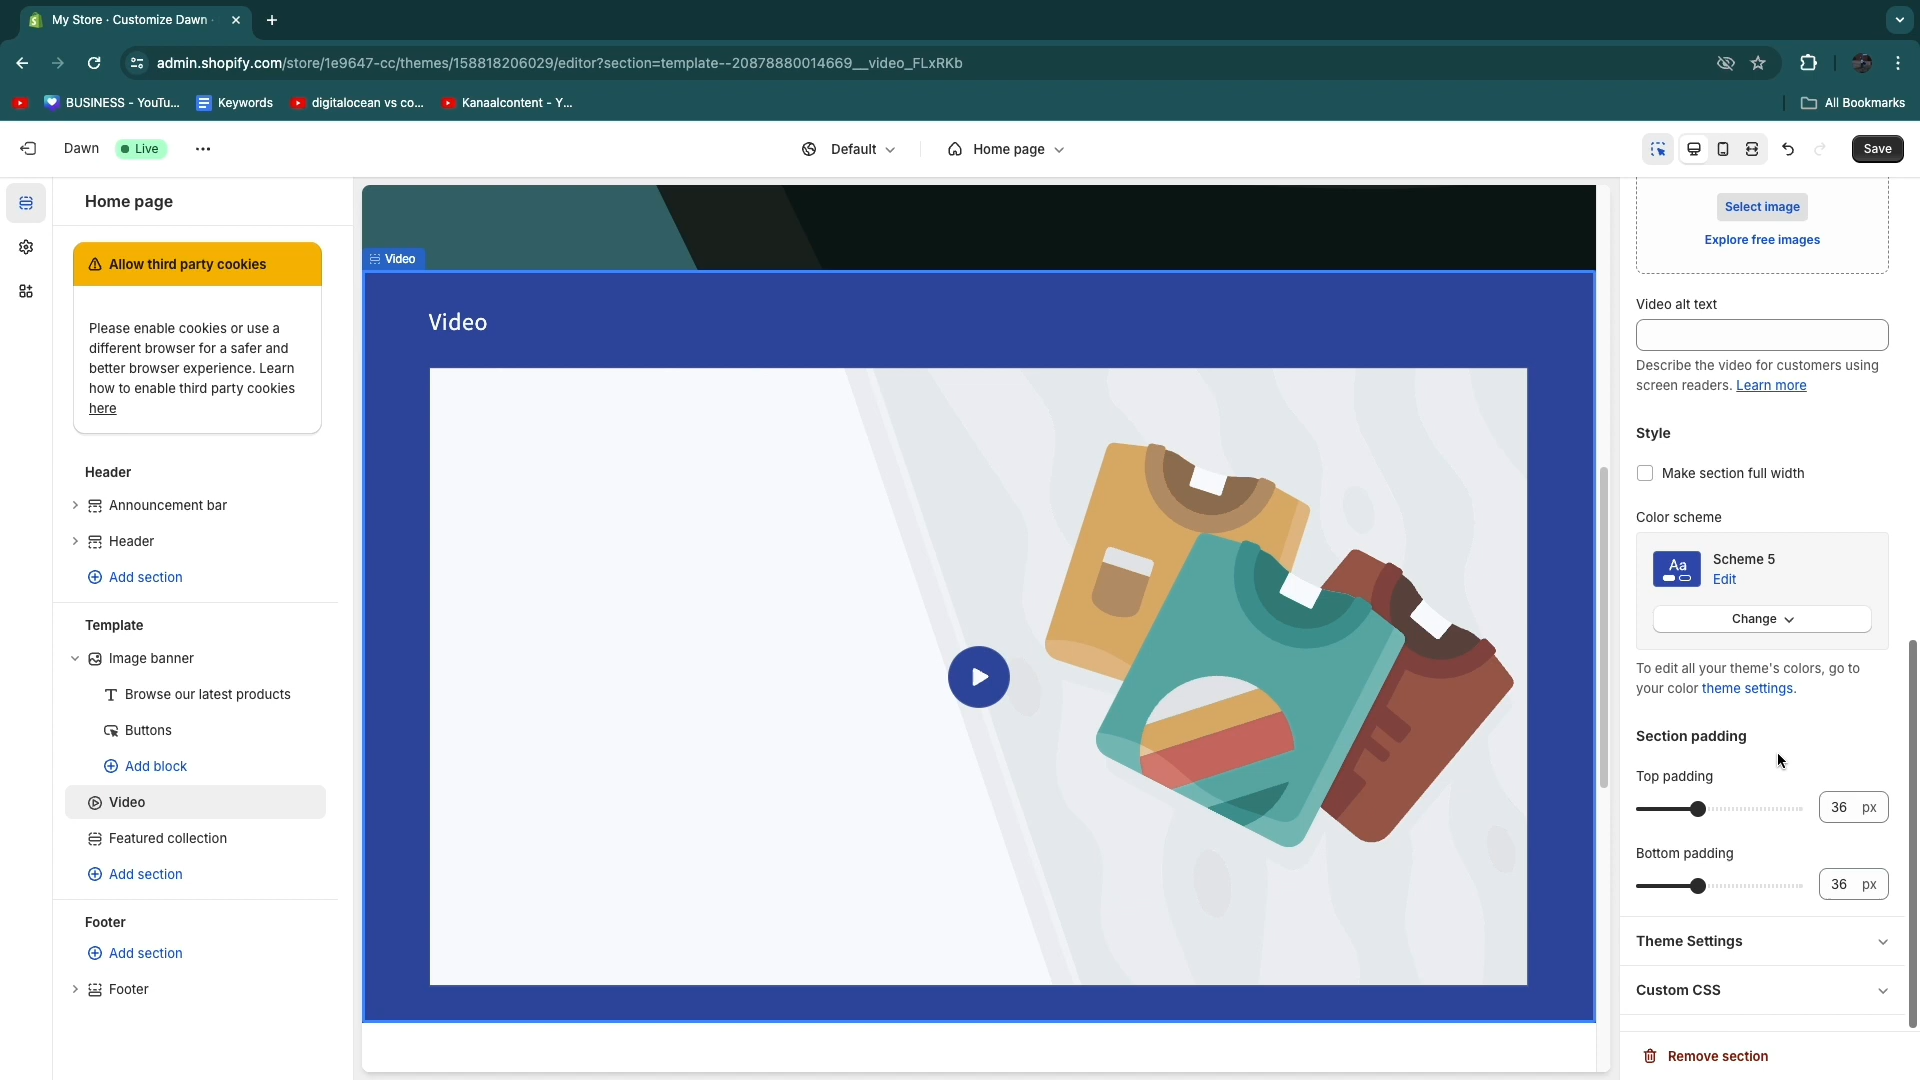 My Store · Customize Dawn ·
admin.shopify.com/store/1e9647-cc/themes/158818206029/editor?section=template--20878880014669__video_FLxRKb
BUSINESS - YouTu...
Keywords
digitalocean vs co...
Kanaalcontent - Y...
All Bookmarks
Dawn
Live
Default
Home page
Save
Home page
Allow third party cookies
Please enable cookies or use a
different browser for a safer and
better browser experience. Learn
how to enable third party cookies
here
Header
Announcement bar
Header
Add section
Template
Image banner
Browse our latest products
Buttons
Add block
Video
Featured collection
Add section
Footer
Add section
Footer
Video
Video
Select image
Explore free images
Video alt text
Describe the video for customers using
screen readers. Learn more
Style
Make section full width
Color scheme
Aa
Scheme 5
Edit
Change
To edit all your theme's colors, go to
your color theme settings.
Section padding
Top padding
36 px
Bottom padding
36 px
Theme Settings
Custom CSS
Remove section